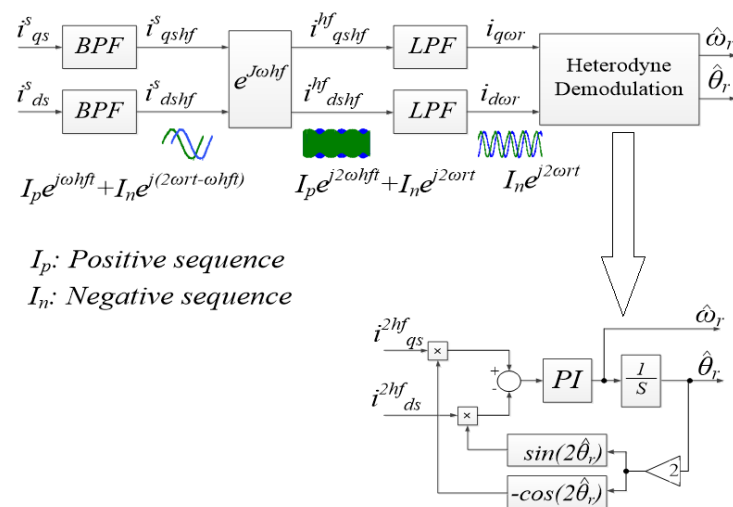 i^s_qs BPF i^s_qshf i^hf_qshf LPF i_qωr ω̂_r
e^Jωhf
Heterodyne
Demodulation
i^s_ds BPF i^s_dshf i^hf_dshf LPF i_dωr θ̂_r
I_p e^jωhft + I_n e^j(2ωrt-ωhft) I_p e^j2ωhft + I_n e^j2ωrt I_n e^j2ωrt
I_p: Positive sequence
I_n: Negative sequence
ω̂_r
i^2hf_qs × + - PI 1/S θ̂_r
i^2hf_ds ×
sin(2θ̂_r) 2
-cos(2θ̂_r)